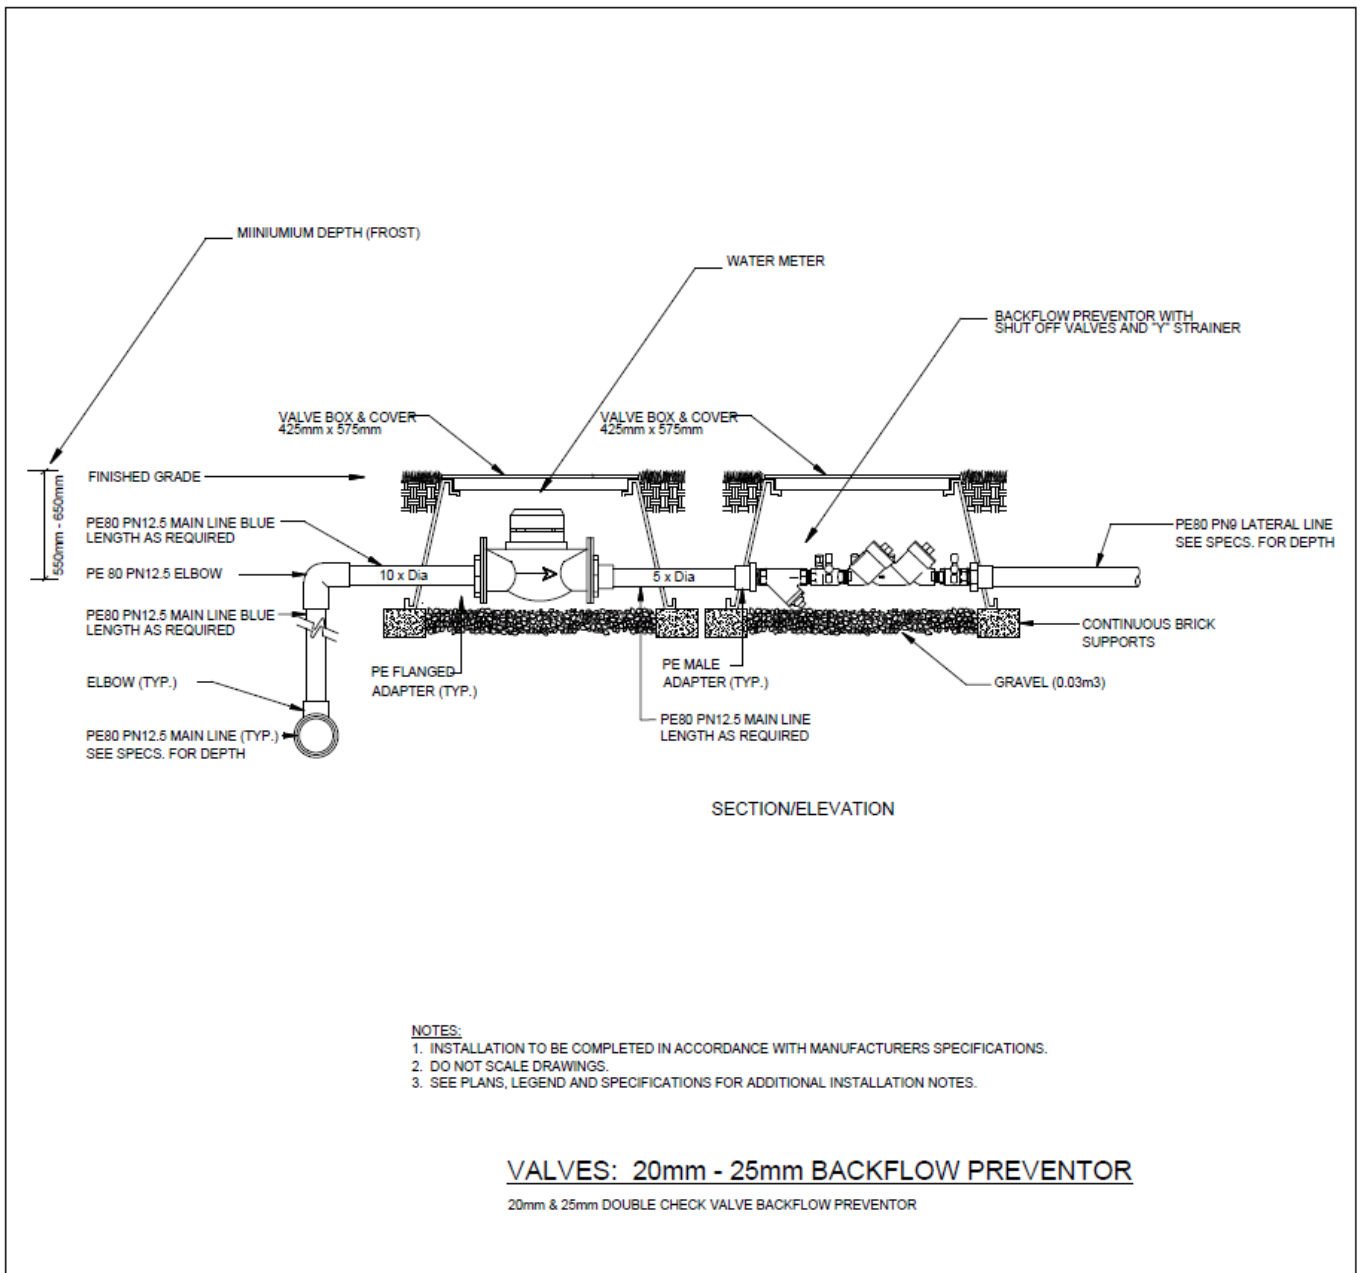 MIINIUMIUM DEPTH (FROST)
WATER METER
BACKFLOW PREVENTOR WITH
SHUT OFF VALVES AND "Y" STRAINER
VALVE BOX & COVER
425mm x 575mm
VALVE BOX & COVER
425mm x 575mm
FINISHED GRADE
550mm - 650mm
PE80 PN12.5 MAIN LINE BLUE
LENGTH AS REQUIRED
PE80 PN9 LATERAL LINE
SEE SPECS. FOR DEPTH
PE 80 PN12.5 ELBOW
10 x Dia
5 x Dia
PE80 PN12.5 MAIN LINE BLUE
LENGTH AS REQUIRED
CONTINUOUS BRICK
SUPPORTS
PE FLANGED
ADAPTER (TYP.)
PE MALE
ADAPTER (TYP.)
ELBOW (TYP.)
GRAVEL (0.03m3)
PE80 PN12.5 MAIN LINE
LENGTH AS REQUIRED
PE80 PN12.5 MAIN LINE (TYP.)
SEE SPECS. FOR DEPTH
SECTION/ELEVATION
NOTES:
1. INSTALLATION TO BE COMPLETED IN ACCORDANCE WITH MANUFACTURERS SPECIFICATIONS.
2. DO NOT SCALE DRAWINGS.
3. SEE PLANS, LEGEND AND SPECIFICATIONS FOR ADDITIONAL INSTALLATION NOTES.
VALVES: 20mm - 25mm BACKFLOW PREVENTOR
20mm & 25mm DOUBLE CHECK VALVE BACKFLOW PREVENTOR